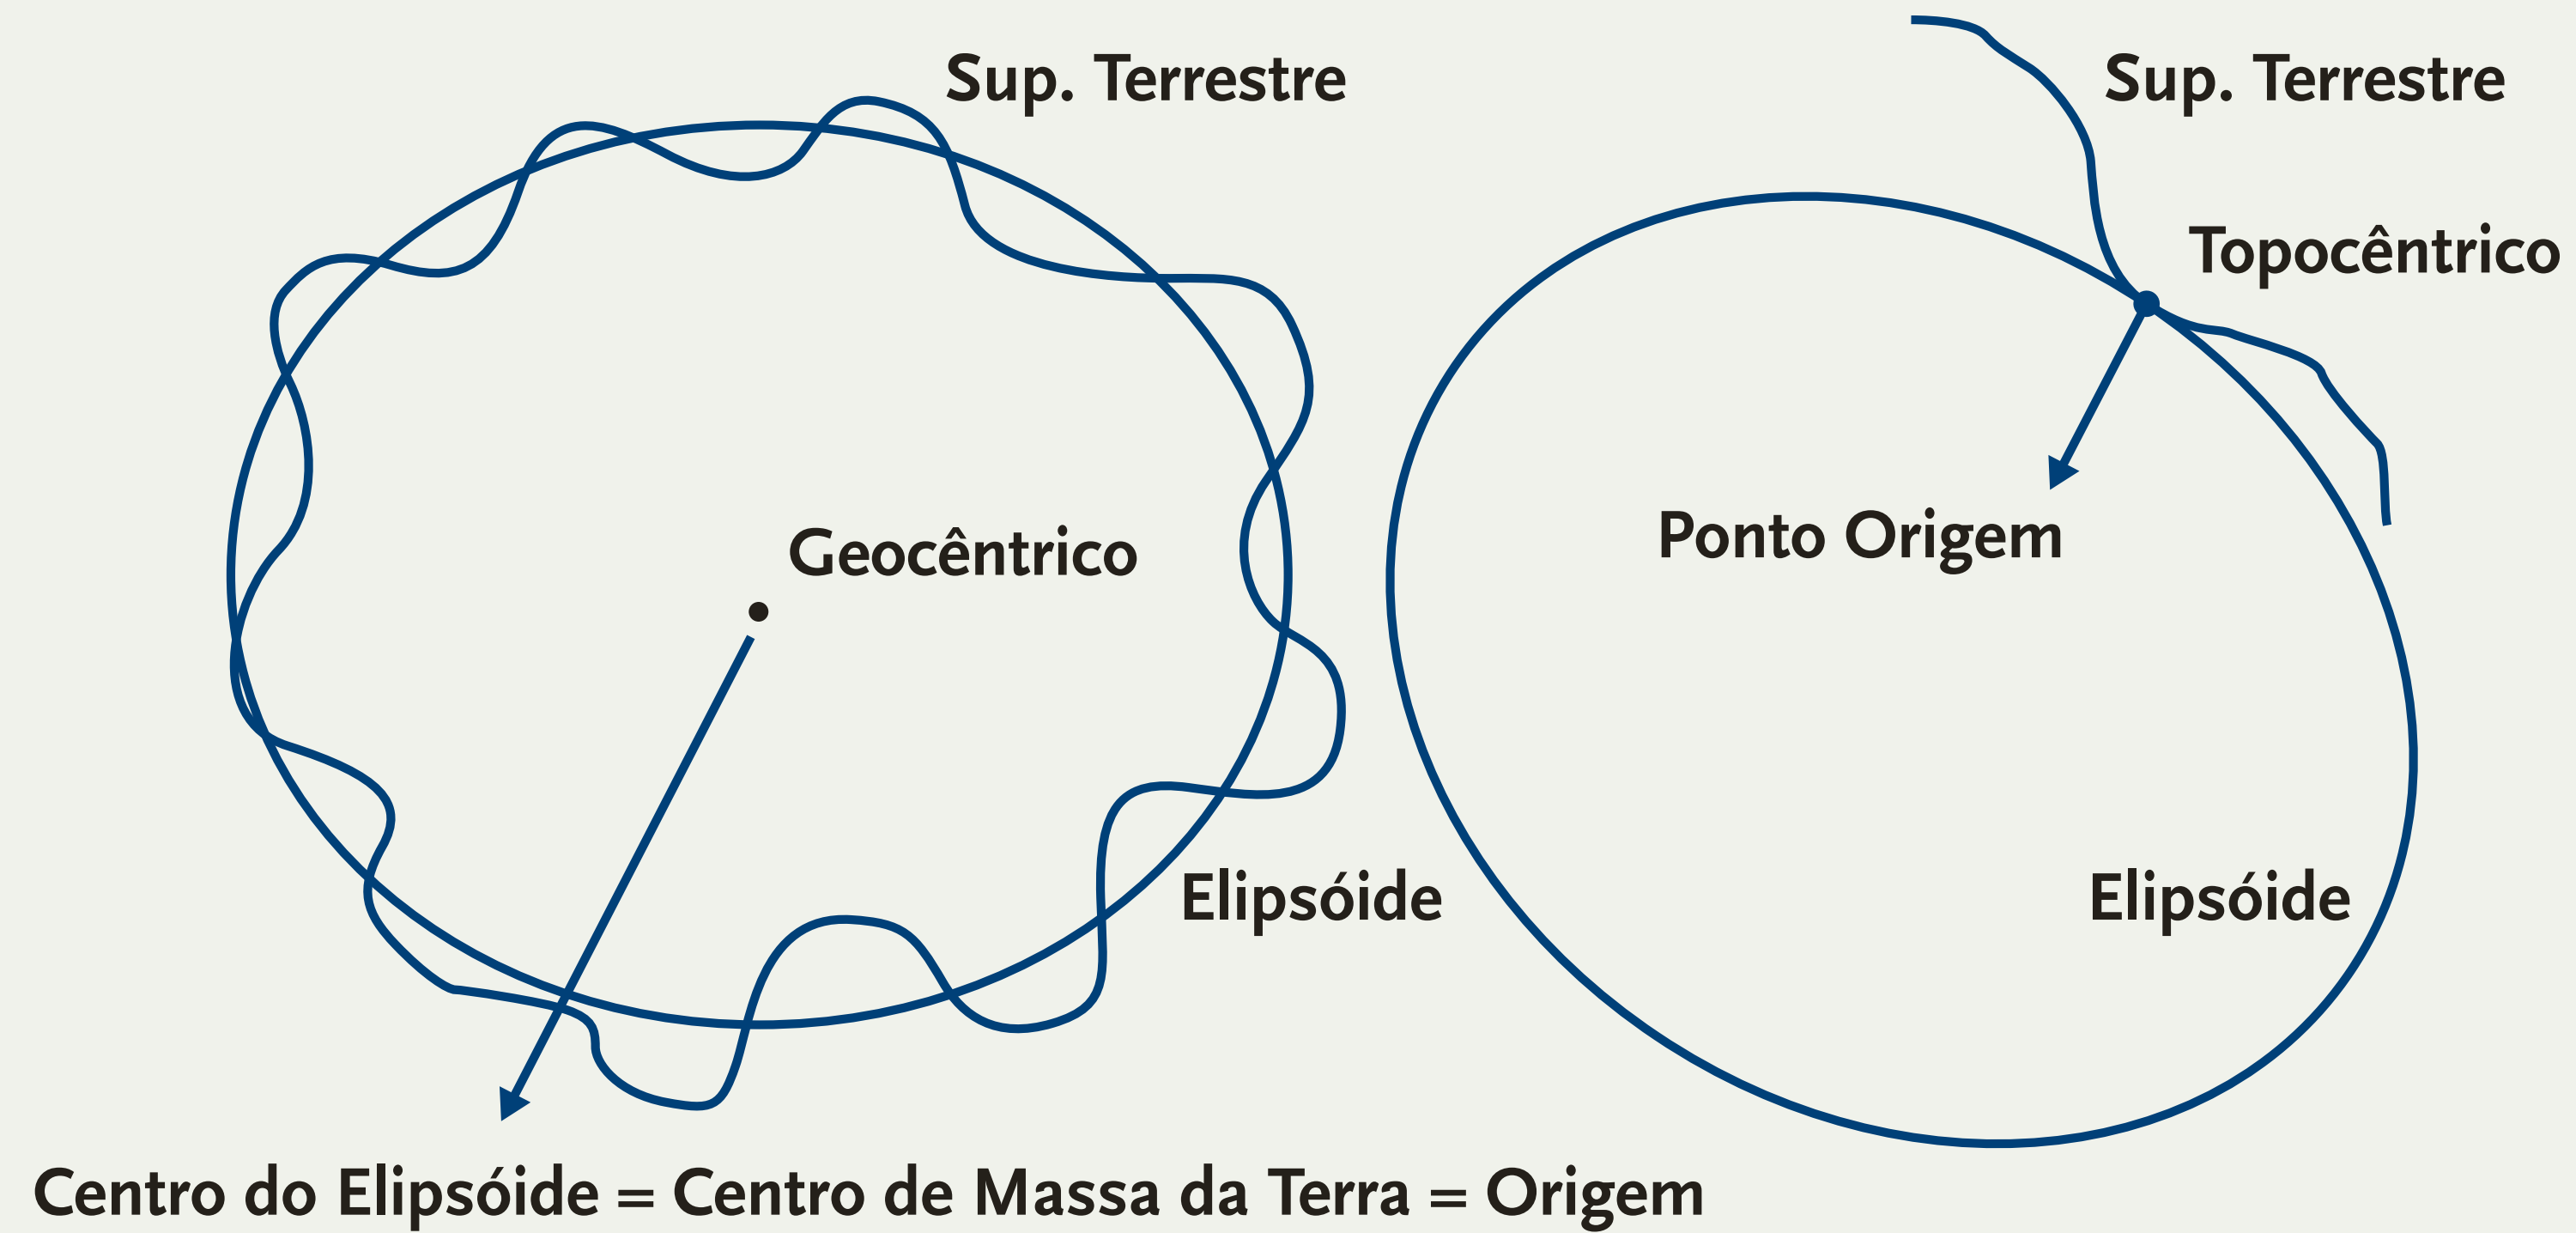 Sup. Terrestre
Geocêntrico
Elipsóide
Centro do Elipsóide = Centro de Massa da Terra = Origem
Sup. Terrestre
Topocêntrico
Ponto Origem
Elipsóide